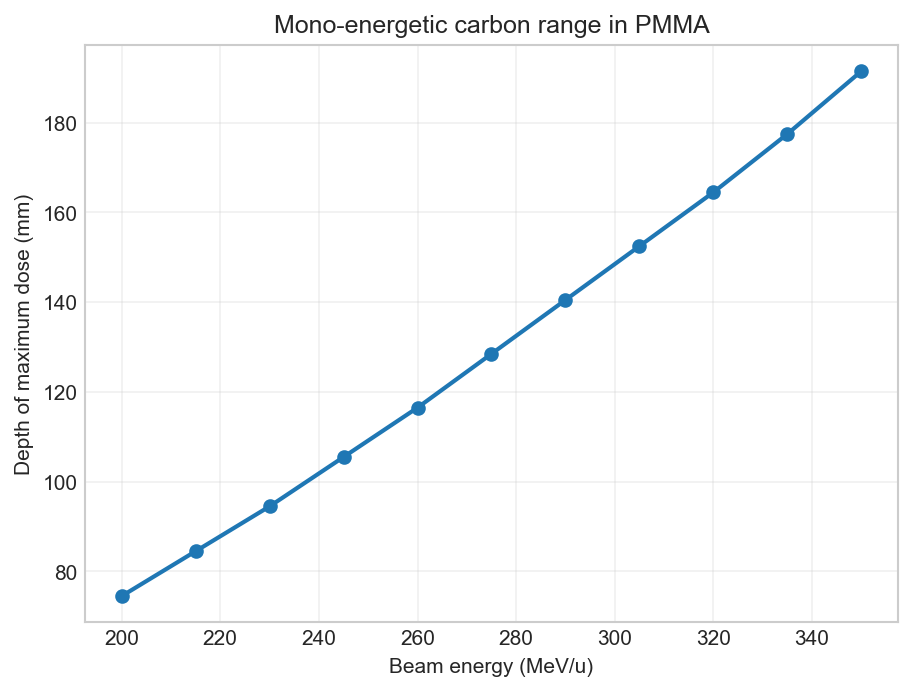 Mono-energetic carbon range in PMMA
Depth of maximum dose (mm)
180
160
140
120
100
80
200 220 240 260 280 300 320 340
Beam energy (MeV/u)